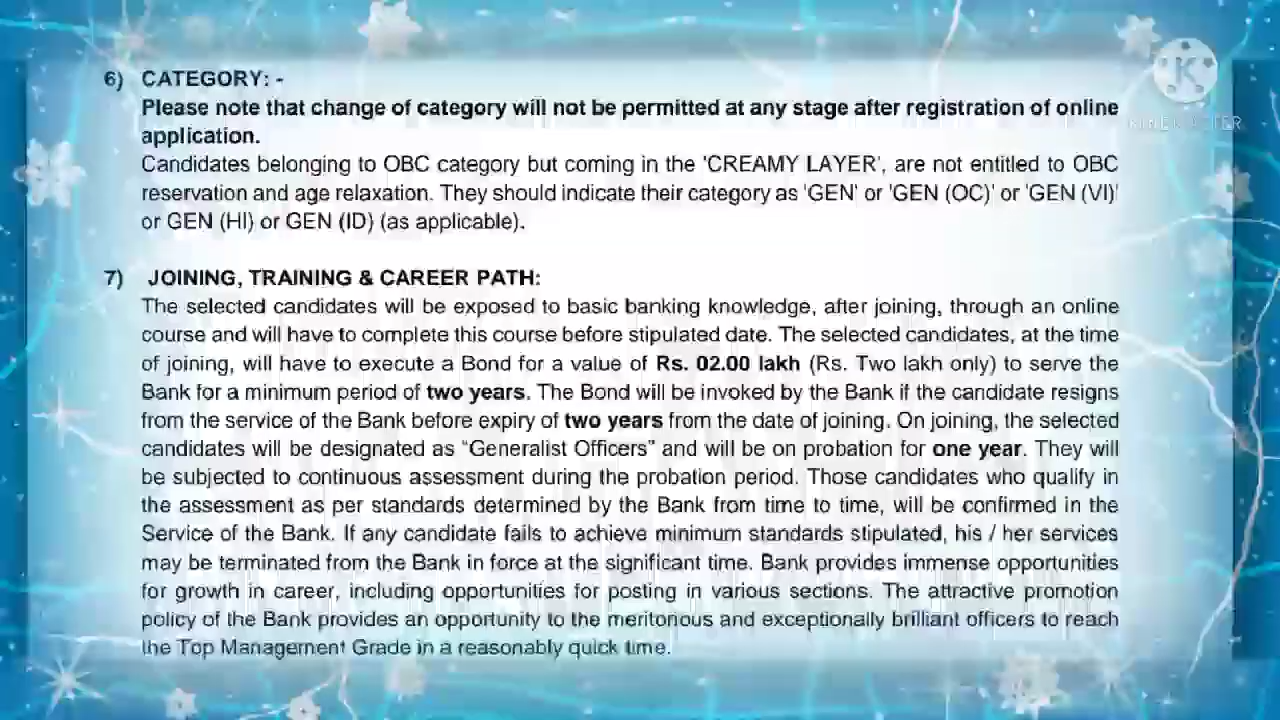 6) CATEGORY: -
Please note that change of category will not be permitted at any stage after registration of online
application.
Candidates belonging to OBC category but coming in the 'CREAMY LAYER', are not entitled to OBC
reservation and age relaxation. They should indicate their category as 'GEN' or 'GEN (OC)' or 'GEN (VI)'
or GEN (HI) or GEN (ID) (as applicable).
7) JOINING, TRAINING & CAREER PATH:
The selected candidates will be exposed to basic banking knowledge, after joining, through an online
course and will have to complete this course before stipulated date. The selected candidates, at the time
of joining, will have to execute a Bond for a value of Rs. 02.00 lakh (Rs. Two lakh only) to serve the
Bank for a minimum period of two years. The Bond will be invoked by the Bank if the candidate resigns
from the service of the Bank before expiry of two years from the date of joining. On joining, the selected
candidates will be designated as “Generalist Officers” and will be on probation for one year. They will
be subjected to continuous assessment during the probation period. Those candidates who qualify in
the assessment as per standards determined by the Bank from time to time, will be confirmed in the
Service of the Bank. If any candidate fails to achieve minimum standards stipulated, his / her services
may be terminated from the Bank in force at the significant time. Bank provides immense opportunities
for growth in career, including opportunities for posting in various sections. The attractive promotion
policy of the Bank provides an opportunity to the meritorious and exceptionally brilliant officers to reach
the Top Management Grade in a reasonably quick time.
K
KINEMASTER